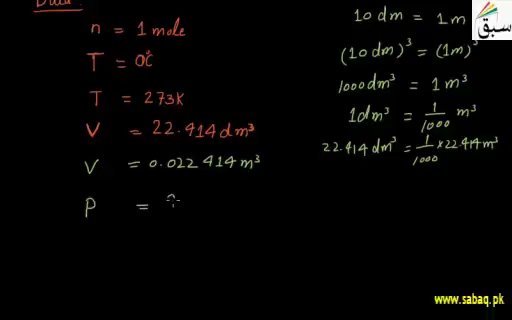 Data:
n = 1 mole
T = 0°C
T = 273K
V = 22.414 dm³
V = 0.022414 m³
P = ?
10 dm = 1 m
(10 dm)³ = (1m)³
1000 dm³ = 1 m³
1dm³ = 1/1000 m³
22.414 dm³ = 1/1000 × 22.414 m³
سبق
www.sabaq.pk